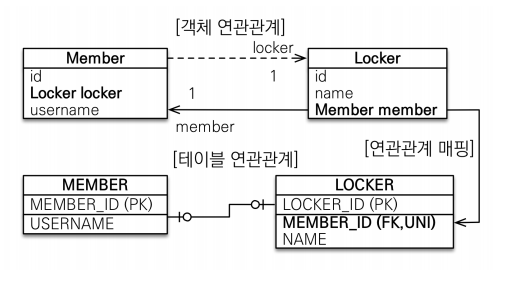 [객체 연관관계]
locker
Member
id
Locker locker
username
1
1
member
Locker
id
name
Member member
[연관관계 매핑]
[테이블 연관관계]
MEMBER
MEMBER_ID (PK)
USERNAME
LOCKER
LOCKER_ID (PK)
MEMBER_ID (FK,UNI)
NAME